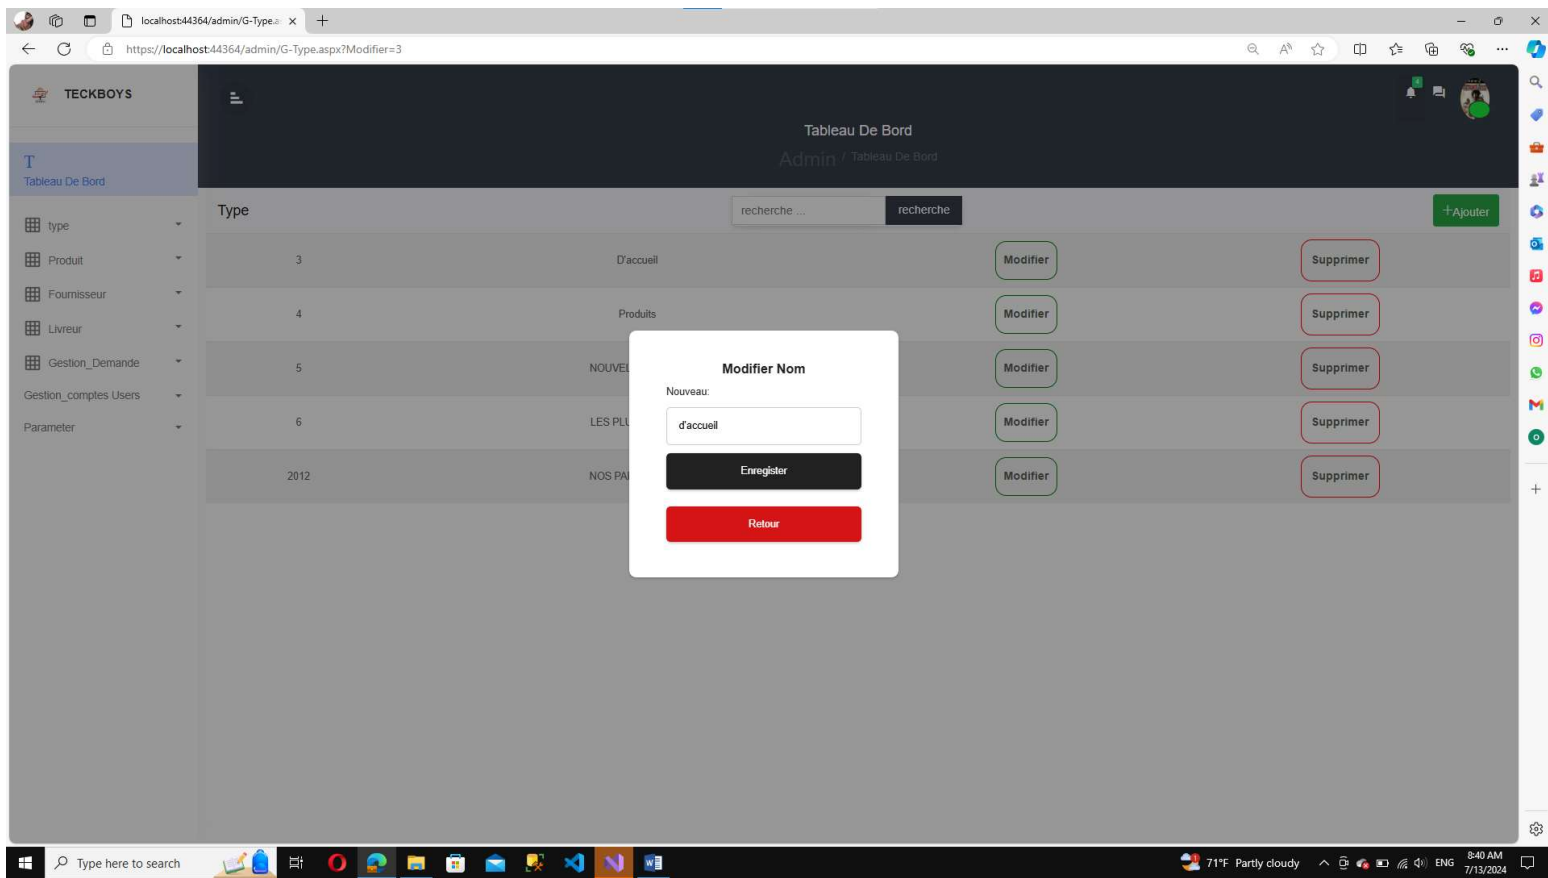 localhost:44364/admin/G-Type.a
https://localhost:44364/admin/G-Type.aspx?Modifier=3
TECKBOYS
4
Tableau De Bord
Admin / Tableau De Bord
T
Tableau De Bord
type
Produit
Fournisseur
Livreur
Gestion_Demande
Gestion_comptes Users
Parameter
Type
recherche ...
recherche
+Ajouter
3 D'accueil Modifier Supprimer
4 Produits Modifier Supprimer
5 NOUVEL Modifier Supprimer
6 LES PLU Modifier Supprimer
2012 NOS PA Modifier Supprimer
Modifier Nom
Nouveau:
d'accueil
Enregister
Retour
Type here to search
71°F Partly cloudy
ENG
8:40 AM
7/13/2024